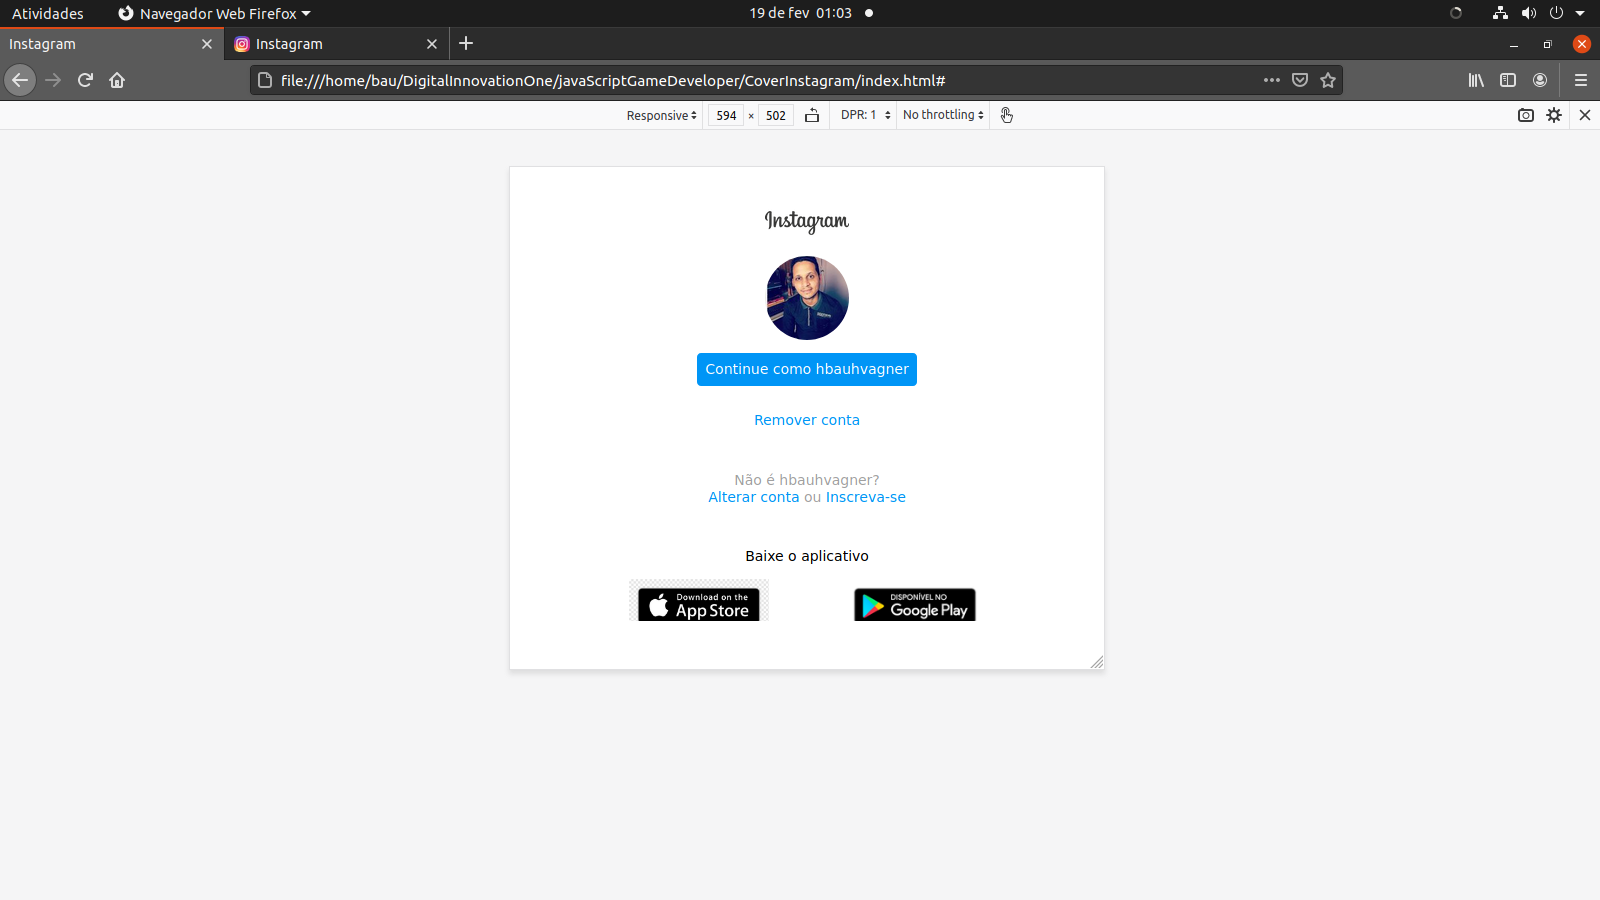 Atividades
Navegador Web Firefox
19 de fev 01:03
Instagram
Instagram
file:///home/bau/DigitalInnovationOne/javaScriptGameDeveloper/CoverInstagram/index.html#
Responsive
594 × 502
DPR: 1
No throttling
Instagram
Continue como hbauhvagner
Remover conta
Não é hbauhvagner?
Alterar conta ou Inscreva-se
Baixe o aplicativo
Download on the
App Store
DISPONÍVEL NO
Google Play